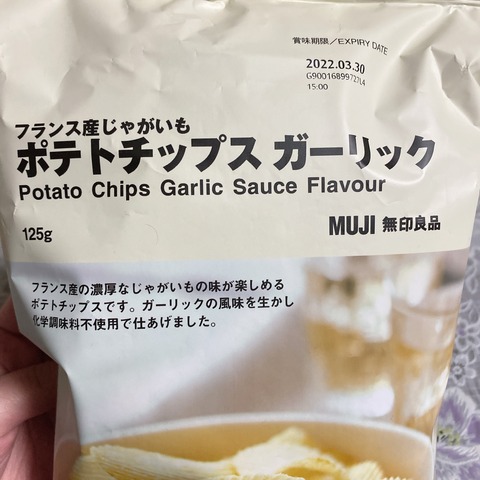 賞味期限/EXPIRY DATE
2022.03.30
G90016899727L4
15:00
フランス産じゃがいも
ポテトチップス ガーリック
Potato Chips Garlic Sauce Flavour
125g
MUJI 無印良品
フランス産の濃厚なじゃがいもの味が楽しめる
ポテトチップスです。ガーリックの風味を生かし
化学調味料不使用で仕あげました。